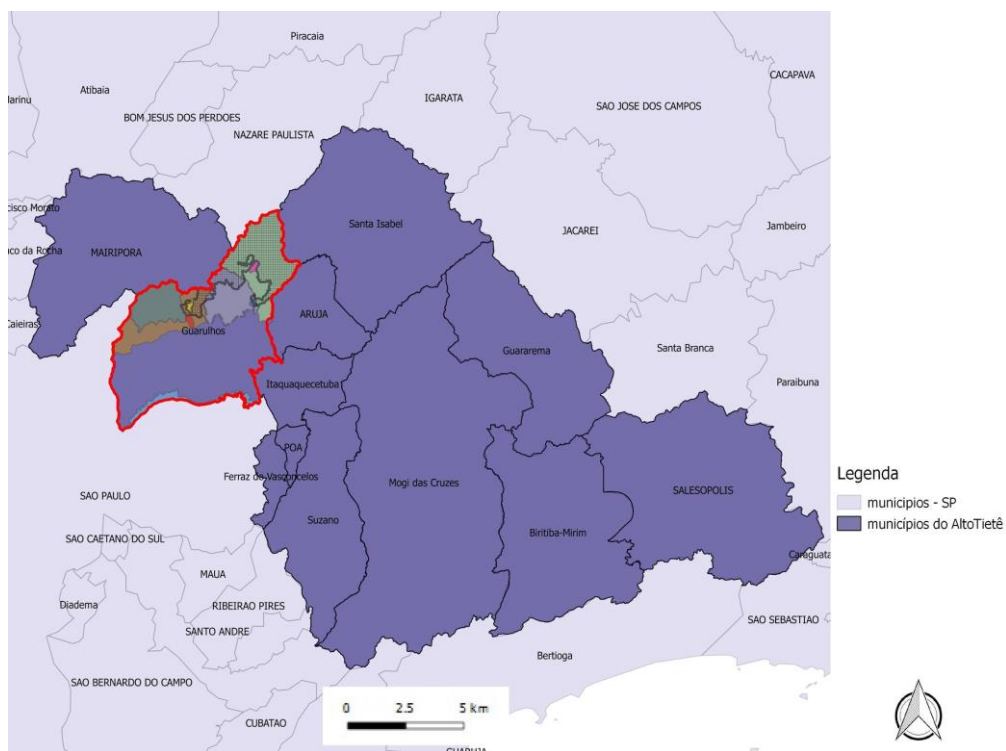 Piracaia
CACAPAVA
Atibaia
IGARATA
SAO JOSE DOS CAMPOS
BOM JESUS DOS PERDOES
NAZARE PAULISTA
Santa Isabel
Jambeiro
JACAREI
MAIRIPORA
ARUJA
Guarulhos
Santa Branca
Guararema
Itaquaquecetuba
Paraibuna
POA
Ferraz de Vasconcelos
Mogi das Cruzes
Legenda
SALESOPOLIS
municipios - SP
SAO PAULO
Suzano
municípios do AltoTietê
Biritiba-Mirim
SAO CAETANO DO SUL
Caraguata
MAUA
Diadema
RIBEIRAO PIRES
SAO SEBASTIAO
SANTO ANDRE
Bertioga
SAO BERNARDO DO CAMPO
0 2.5 5 km
CUBATAO